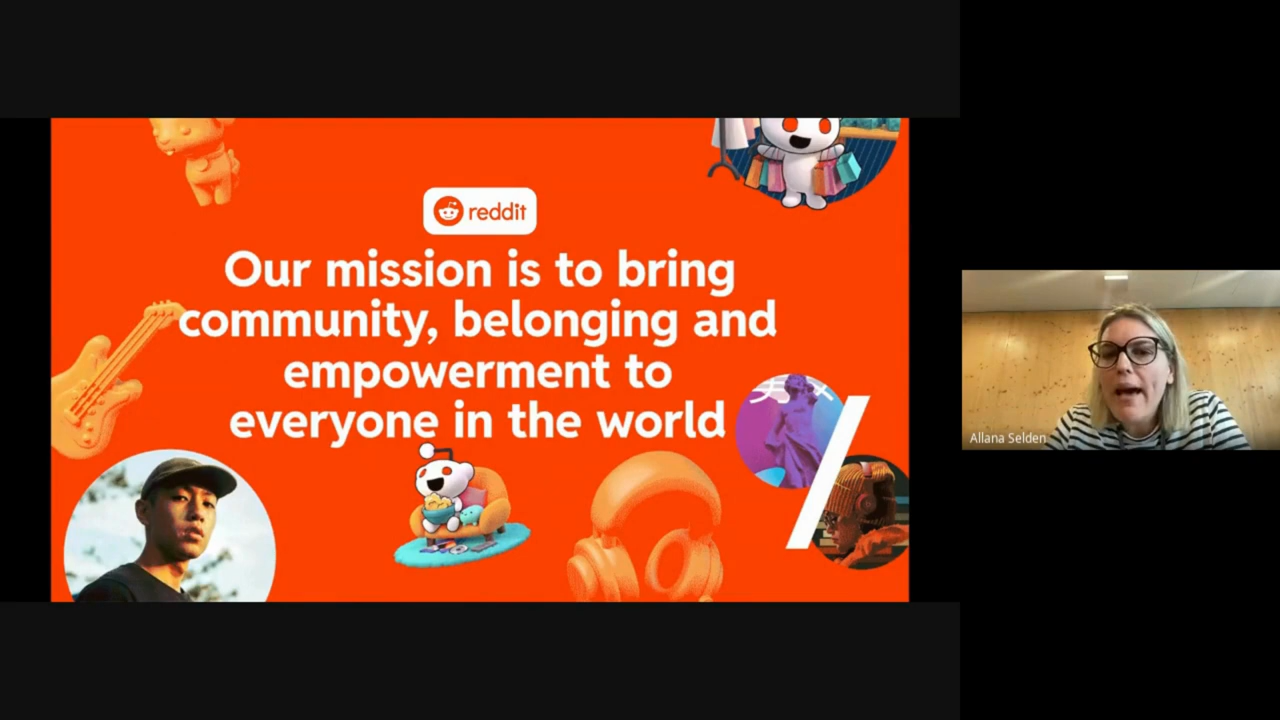 reddit
Our mission is to bring
community, belonging and
empowerment to
everyone in the world
Allana Selden